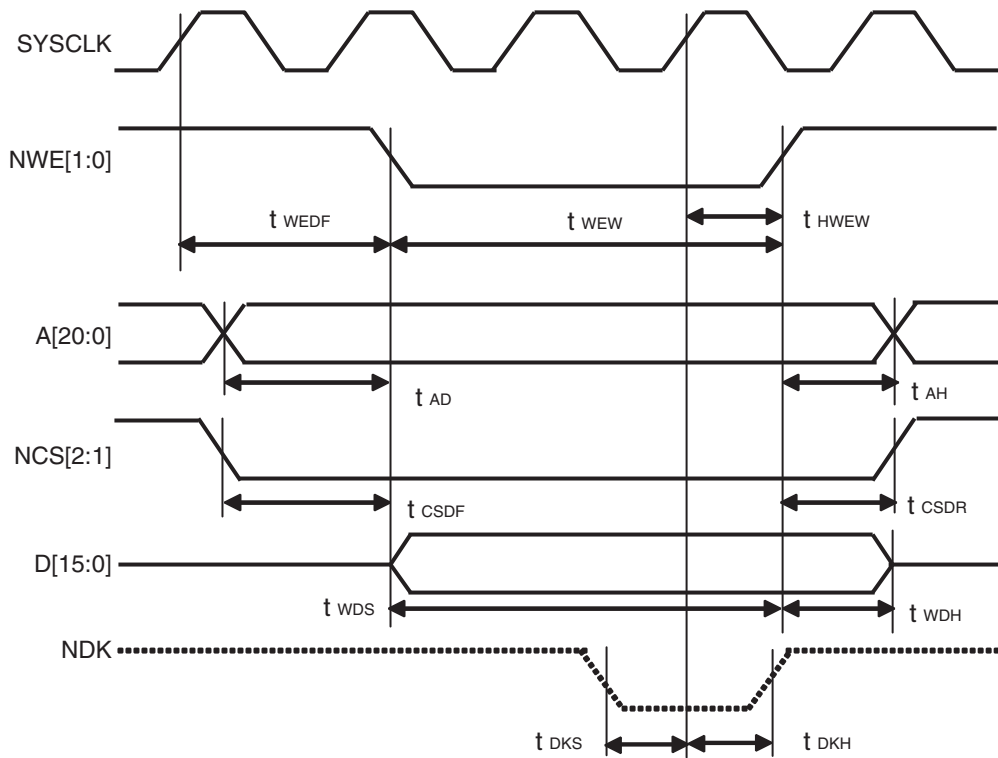 SYSCLK
NWE[1:0]
t WEDF
t WEW
t HWEW
A[20:0]
t AD
t AH
NCS[2:1]
t CSDF
t CSDR
D[15:0]
t WDS
t WDH
NDK
t DKS
t DKH